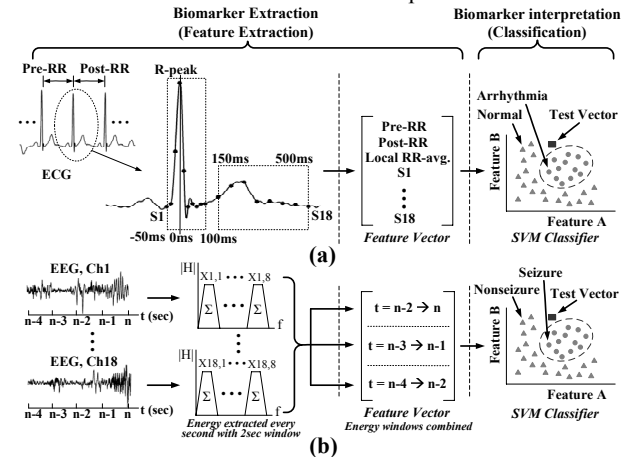 Biomarker Extraction
(Feature Extraction)
Biomarker interpretation
(Classification)
Pre-RR Post-RR
R-peak
ECG
150ms 500ms
S1 S18
-50ms 0ms 100ms
Pre-RR
Post-RR
Local RR-avg.
S1
S18
Feature Vector
Arrhythmia
Normal Test Vector
Feature B
Feature A
SVM Classifier
(a)
EEG, Ch1
n-4 n-3 n-2 n-1 n t (sec)
EEG, Ch18
n-4 n-3 n-2 n-1 n t (sec)
|H| X1,1 ••• X1,8
Σ ••• Σ
f
|H| X18,1 ••• X18,8
Σ ••• Σ
f
Energy extracted every
second with 2sec window
t = n-2 → n
t = n-3 → n-1
t = n-4 → n-2
Feature Vector
Energy windows combined
Seizure
Nonseizure Test Vector
Feature B
Feature A
SVM Classifier
(b)